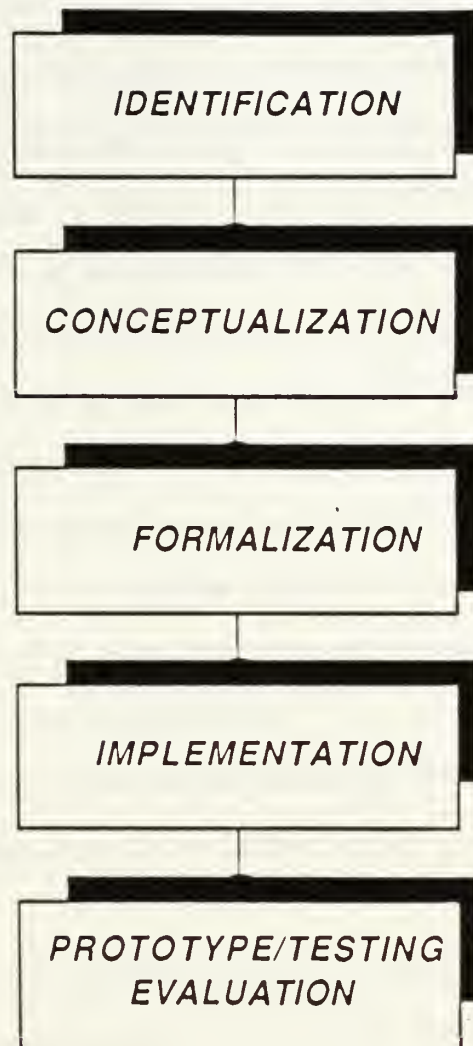 IDENTIFICATION
CONCEPTUALIZATION
FORMALIZATION
IMPLEMENTATION
PROTOTYPE/TESTING
EVALUATION